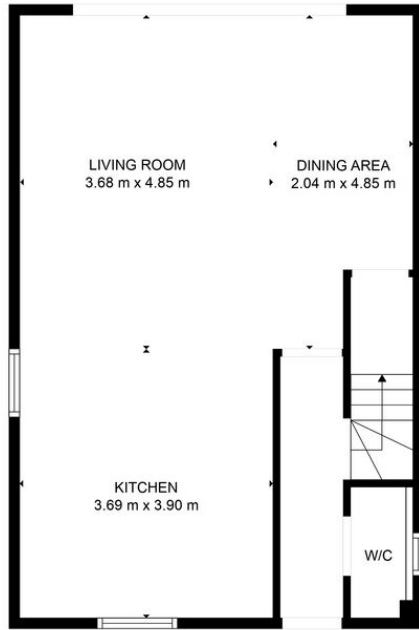 LIVING ROOM
3.68 m x 4.85 m
DINING AREA
2.04 m x 4.85 m
KITCHEN
3.69 m x 3.90 m
W/C